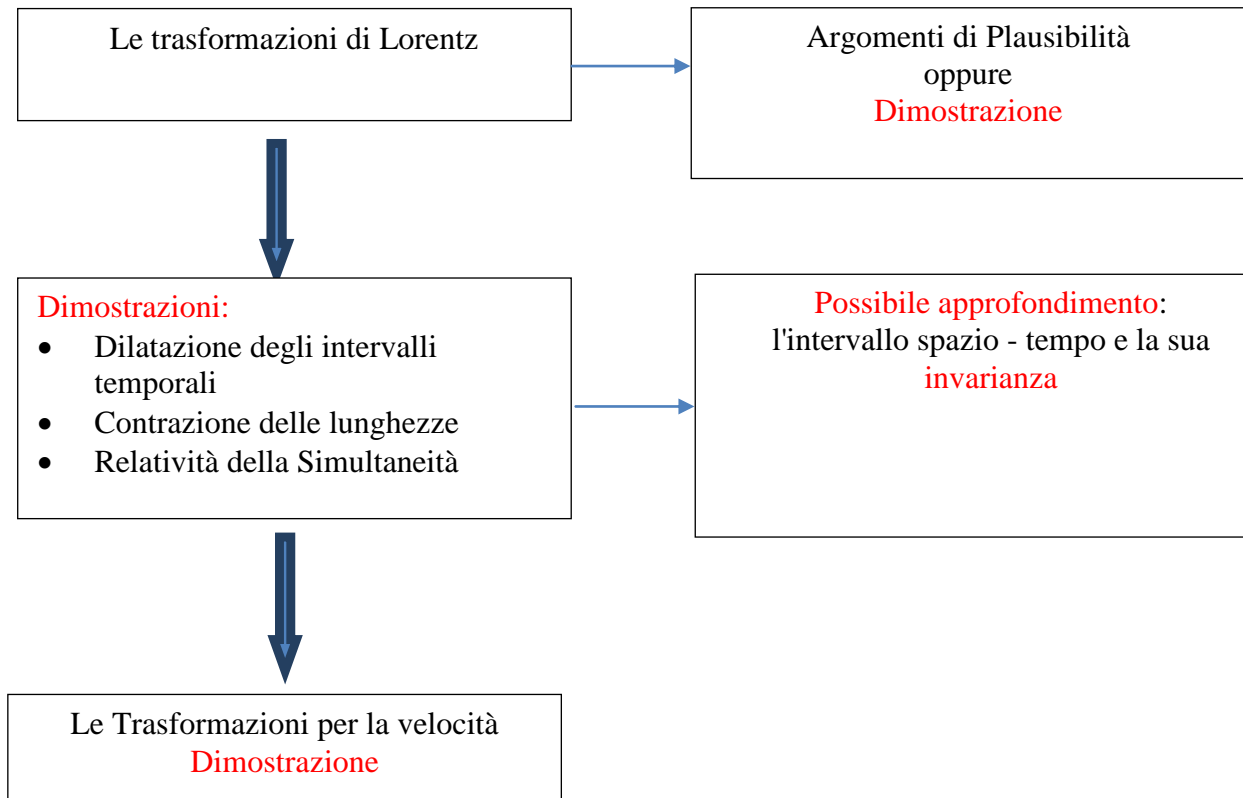 Le trasformazioni di Lorentz
Argomenti di Plausibilità
oppure
Dimostrazione
Dimostrazioni:
• Dilatazione degli intervalli
temporali
• Contrazione delle lunghezze
• Relatività della Simultaneità
Possibile approfondimento:
l'intervallo spazio - tempo e la sua
invarianza
Le Trasformazioni per la velocità
Dimostrazione